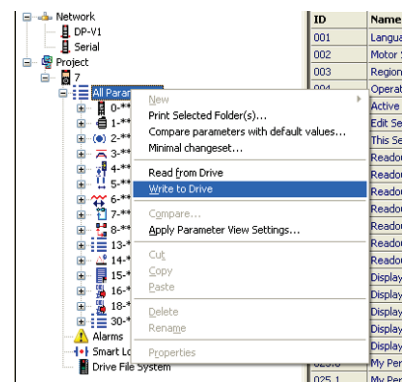 Network
DP-V1
Serial
Project
7
All Para
0-**
1-**
2-**
3-**
4-**
5-**
6-**
7-**
8-**
13-*
14-*
15-*
16-*
18-*
30-*
Alarms
Smart Lo
Drive File System
New
Print Selected Folder(s)...
Compare parameters with default values...
Minimal changeset...
Read from Drive
Write to Drive
Compare...
Apply Parameter View Settings...
Cut
Copy
Paste
Delete
Rename
Properties
ID Name
001 Langua
002 Motor
003 Region
004 Operat
Active
Edit Se
This Se
Readou
Readou
Readou
Readou
Readou
Readou
Readou
Display
Display
Display
Display
Display
My Per
025.1 My Per